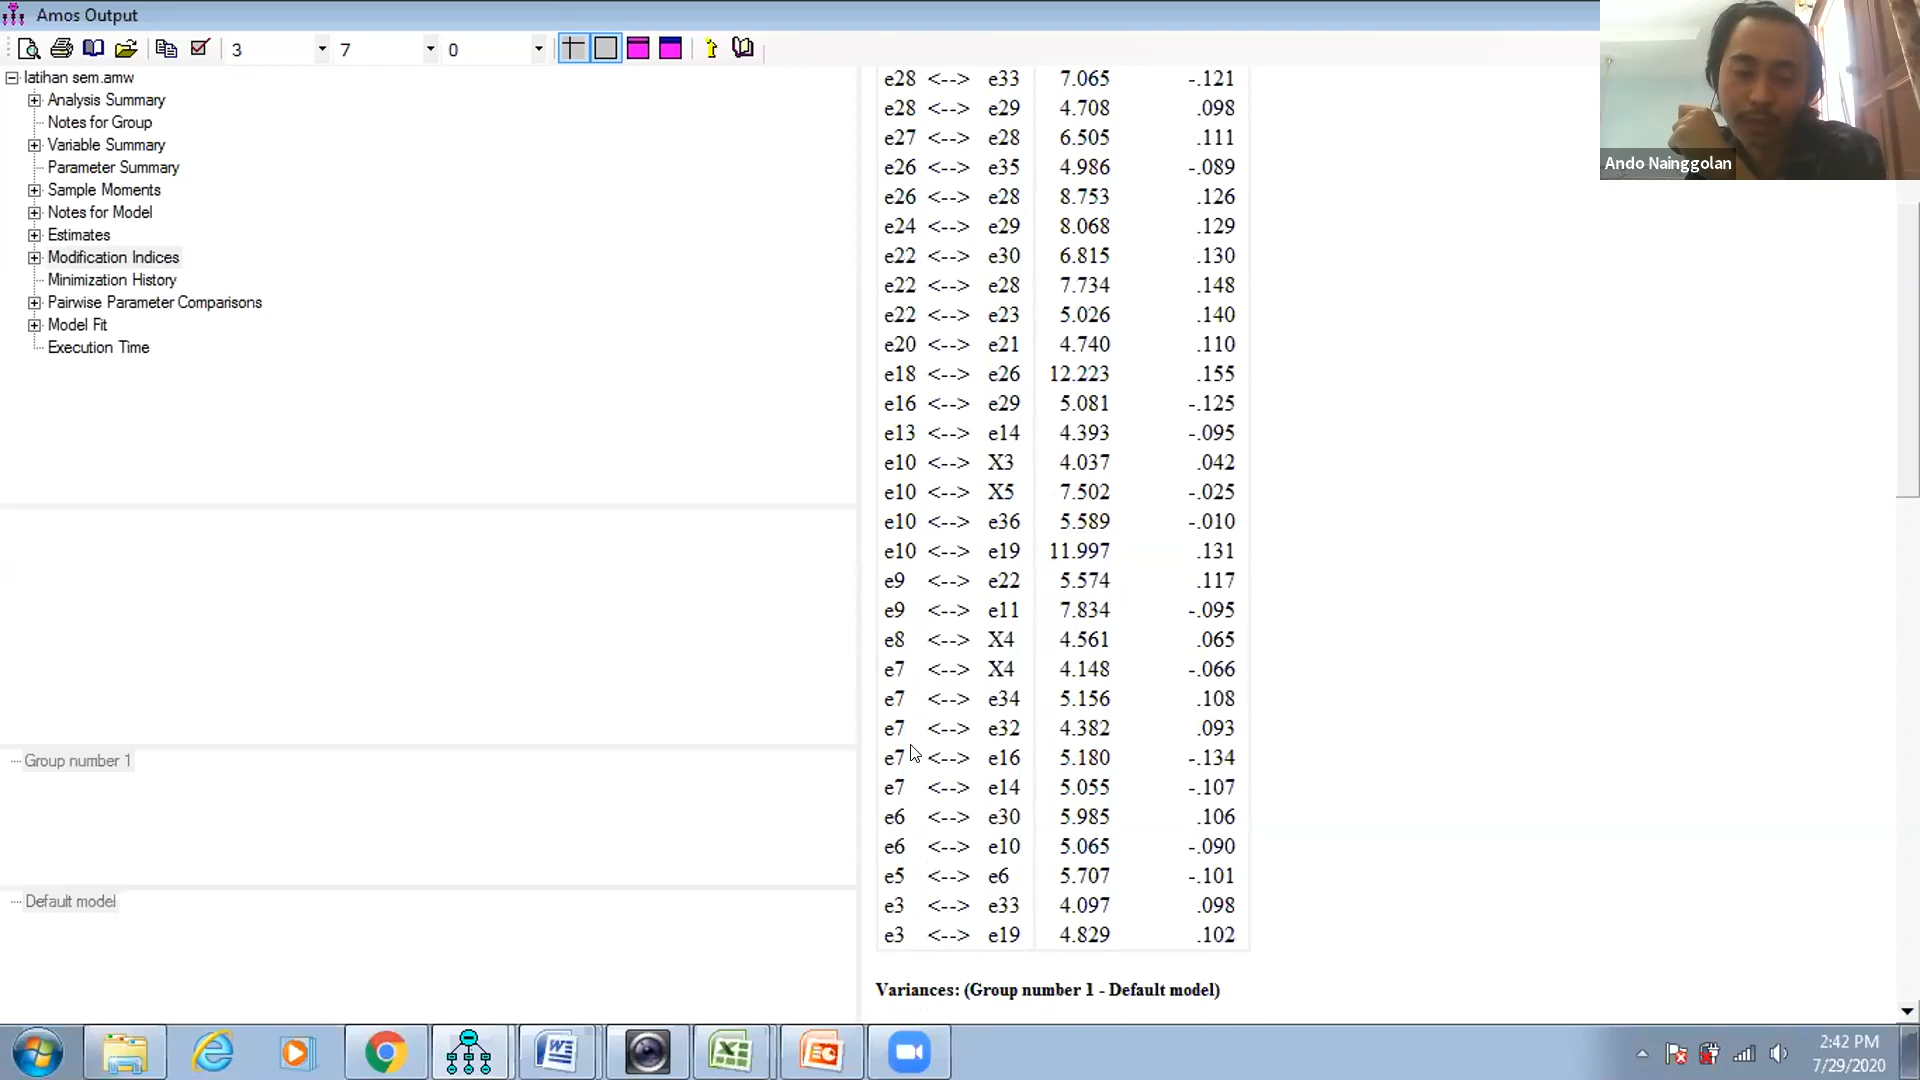 Amos Output
3 7 0
latihan sem.amw
Analysis Summary
Notes for Group
Variable Summary
Parameter Summary
Sample Moments
Notes for Model
Estimates
Modification Indices
Minimization History
Pairwise Parameter Comparisons
Model Fit
Execution Time
Group number 1
Default model
e28 <--> e33 7.065 -.121
e28 <--> e29 4.708 .098
e27 <--> e28 6.505 .111
e26 <--> e35 4.986 -.089
e26 <--> e28 8.753 .126
e24 <--> e29 8.068 .129
e22 <--> e30 6.815 .130
e22 <--> e28 7.734 .148
e22 <--> e23 5.026 .140
e20 <--> e21 4.740 .110
e18 <--> e26 12.223 .155
e16 <--> e29 5.081 -.125
e13 <--> e14 4.393 -.095
e10 <--> X3 4.037 .042
e10 <--> X5 7.502 -.025
e10 <--> e36 5.589 -.010
e10 <--> e19 11.997 .131
e9 <--> e22 5.574 .117
e9 <--> e11 7.834 -.095
e8 <--> X4 4.561 .065
e7 <--> X4 4.148 -.066
e7 <--> e34 5.156 .108
e7 <--> e32 4.382 .093
e7 <--> e16 5.180 -.134
e7 <--> e14 5.055 -.107
e6 <--> e30 5.985 .106
e6 <--> e10 5.065 -.090
e5 <--> e6 5.707 -.101
e3 <--> e33 4.097 .098
e3 <--> e19 4.829 .102
Variances: (Group number 1 - Default model)
Ando Nainggolan
2:42 PM
7/29/2020